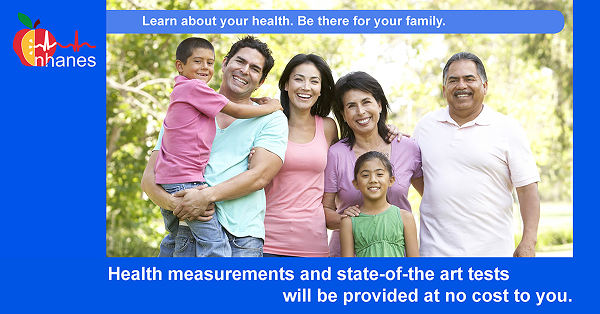 Learn about your health. Be there for your family.
nhanes
Health measurements and state-of-the art tests
will be provided at no cost to you.